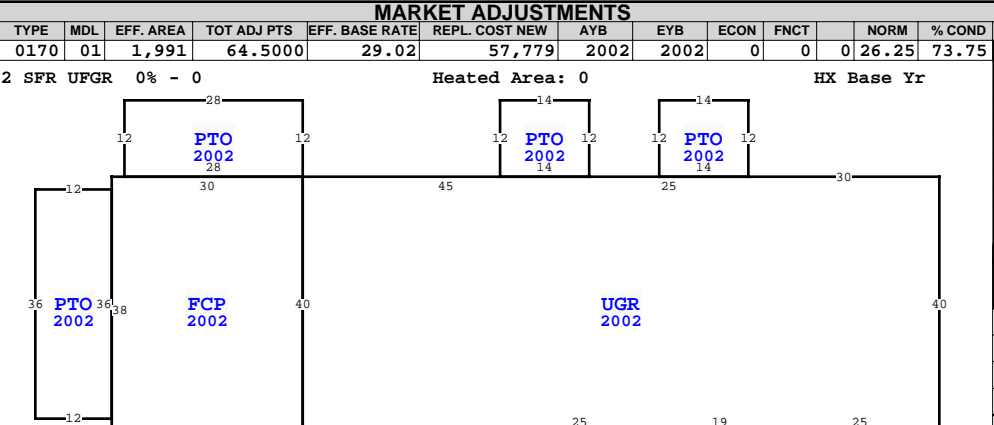 MARKET ADJUSTMENTS
TYPE MDL EFF. AREA TOT ADJ PTS EFF. BASE RATE REPL. COST NEW AYB EYB ECON FNCT NORM % COND
0170 01 1,991 64.5000 29.02 57,779 2002 2002 0 0 0 26.25 73.75
2 SFR UFGR 0% - 0 Heated Area: 0 HX Base Yr
28 14 14
12 PTO 12 12 PTO 12 12 PTO 12
2002 2002 2002
28 14 14
30 45 25 30
12
36 PTO 36 38 FCP 40 UGR 40
2002 2002 2002
12
25 19 25